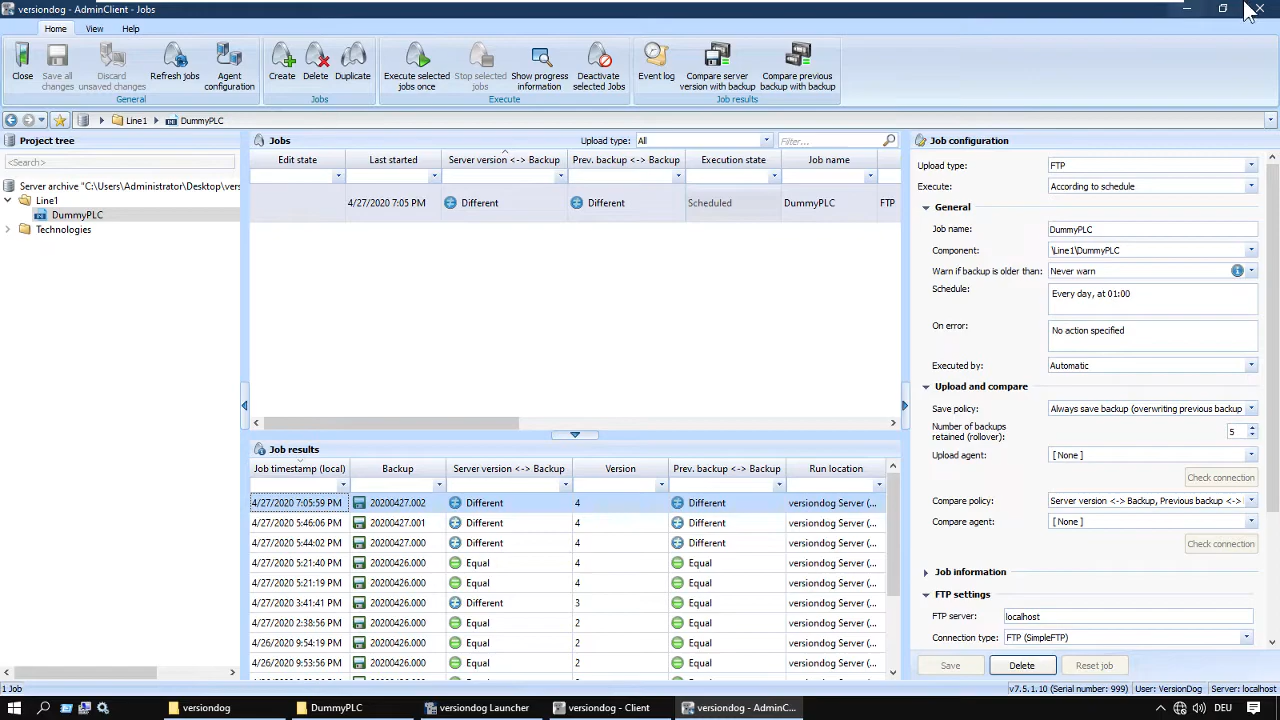 versiondog - AdminClient - Jobs
Home View Help
Close
Save all changes
Discard unsaved changes
Refresh jobs
Agent configuration
General
Create
Delete
Duplicate
Jobs
Execute selected jobs once
Stop selected jobs
Show progress information
Deactivate selected Jobs
Execute
Event log
Compare server version with backup
Compare previous backup with backup
Job results
Line1 DummyPLC
Project tree
<Search>
Server archive "C:\Users\Administrator\Desktop\vers
Line1
DummyPLC
Technologies
Jobs Upload type: All Filter...
Edit state Last started Server version <-> Backup Prev. backup <-> Backup Execution state Job name
4/27/2020 7:05 PM Different Different Scheduled DummyPLC FTP
Job results
Job timestamp (local) Backup Server version <-> Backup Version Prev. backup <-> Backup Run location
4/27/2020 7:05:59 PM 20200427.002 Different 4 Different versiondog Server (...
4/27/2020 5:46:06 PM 20200427.001 Different 4 Different versiondog Server (...
4/27/2020 5:44:02 PM 20200427.000 Different 4 Different versiondog Server (...
4/27/2020 5:21:40 PM 20200426.000 Equal 4 Equal versiondog Server (...
4/27/2020 5:21:19 PM 20200426.000 Equal 4 Equal versiondog Server (...
4/27/2020 3:41:41 PM 20200426.000 Different 3 Equal versiondog Server (...
4/27/2020 2:38:56 PM 20200426.000 Equal 2 Equal versiondog Server (...
4/26/2020 9:54:19 PM 20200426.000 Equal 2 Equal versiondog Server (...
4/26/2020 9:53:56 PM 20200426.000 Equal 2 Equal versiondog Server (...
Job configuration
Upload type: FTP
Execute: According to schedule
General
Job name: DummyPLC
Component: \Line1\DummyPLC
Warn if backup is older than: Never warn
Schedule: Every day, at 01:00
On error: No action specified
Executed by: Automatic
Upload and compare
Save policy: Always save backup (overwriting previous backup
Number of backups retained (rollover): 5
Upload agent: [ None ]
Check connection
Compare policy: Server version <-> Backup, Previous backup <->
Compare agent: [ None ]
Check connection
Job information
FTP settings
FTP server: localhost
Connection type: FTP (SimpleFTP)
Save Delete Reset job
1 Job v7.5.1.10 (Serial number: 999) User: VersionDog Server: localhost
versiondog DummyPLC versiondog Launcher versiondog - Client versiondog - AdminC... DEU